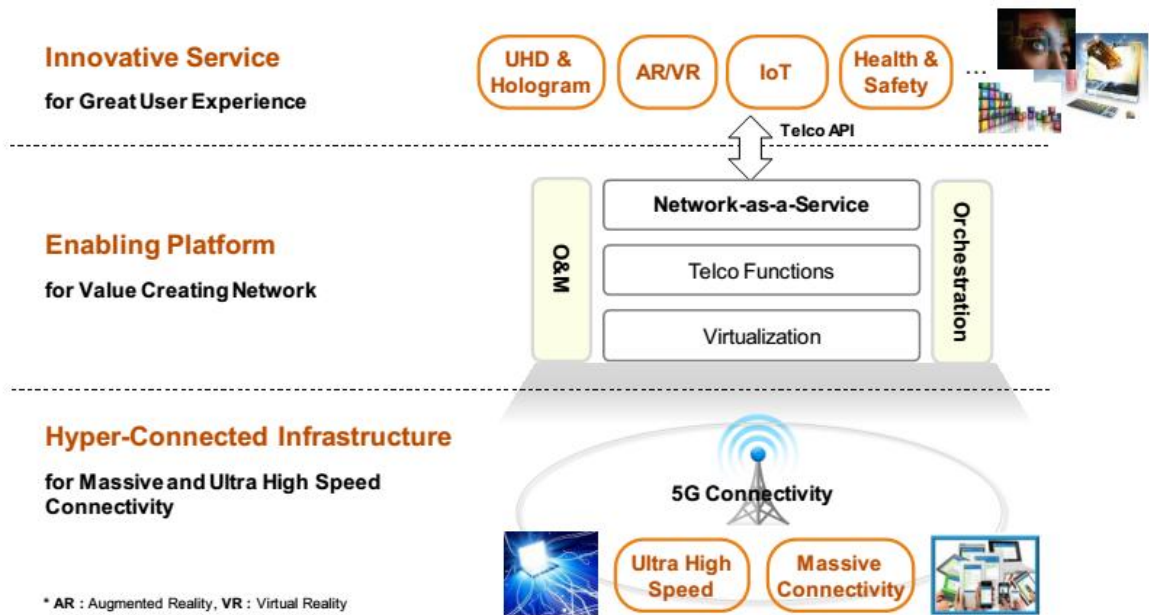 Innovative Service
for Great User Experience
UHD &
Hologram
AR/VR
IoT
Health &
Safety
...
Telco API
Enabling Platform
for Value Creating Network
O&M
Network-as-a-Service
Telco Functions
Virtualization
Orchestration
Hyper-Connected Infrastructure
for Massive and Ultra High Speed
Connectivity
5G Connectivity
Ultra High
Speed
Massive
Connectivity
* AR : Augmented Reality, VR : Virtual Reality